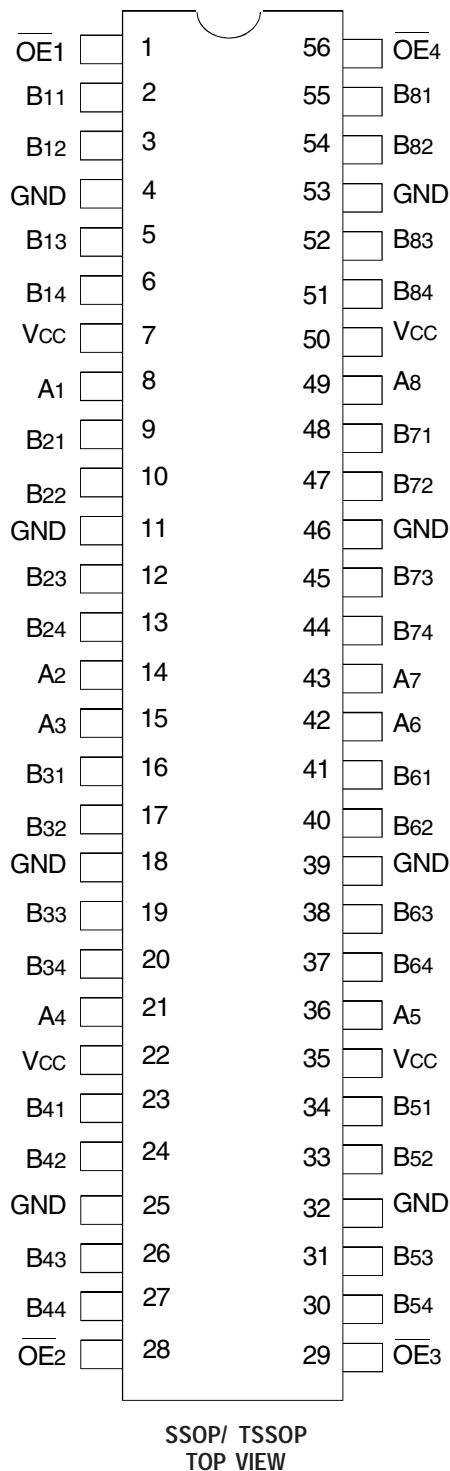 OE1 1 56 OE4
B11 2 55 B81
B12 3 54 B82
GND 4 53 GND
B13 5 52 B83
B14 6 51 B84
VCC 7 50 VCC
A1 8 49 A8
B21 9 48 B71
B22 10 47 B72
GND 11 46 GND
B23 12 45 B73
B24 13 44 B74
A2 14 43 A7
A3 15 42 A6
B31 16 41 B61
B32 17 40 B62
GND 18 39 GND
B33 19 38 B63
B34 20 37 B64
A4 21 36 A5
VCC 22 35 VCC
B41 23 34 B51
B42 24 33 B52
GND 25 32 GND
B43 26 31 B53
B44 27 30 B54
OE2 28 29 OE3
SSOP/ TSSOP
TOP VIEW